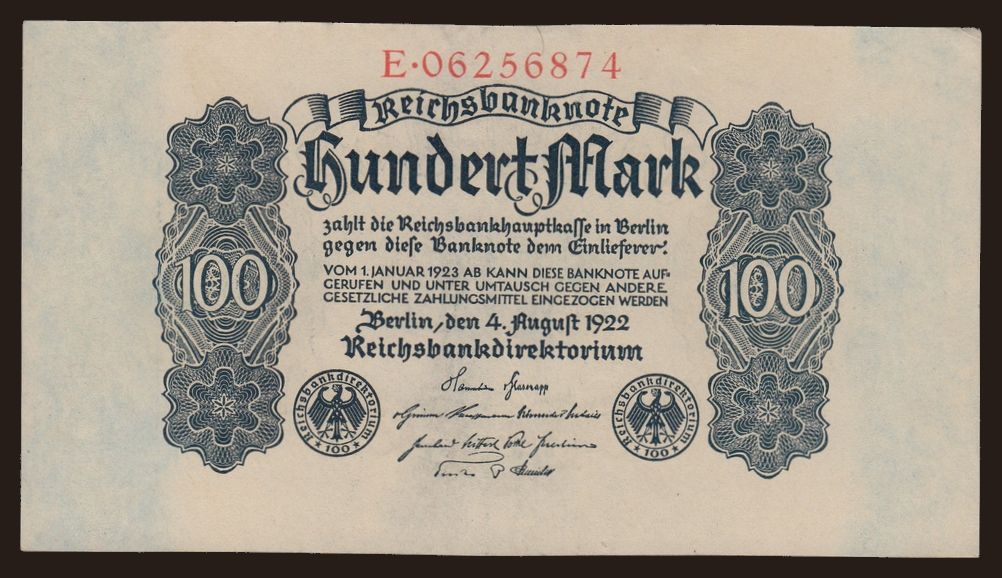 E·06256874
Reichsbanknote
Hundert Mark
zahlt die Reichsbankhauptkasse in Berlin
gegen diese Banknote dem Einlieferer.
VOM 1. JANUAR 1923 AB KANN DIESE BANKNOTE AUF-
GERUFEN UND UNTER UMTAUSCH GEGEN ANDERE
GESETZLICHE ZAHLUNGSMITTEL EINGEZOGEN WERDEN
100
100
Berlin, den 4. August 1922
Reichsbankdirektorium
Reichsbankdirektorium
100
Reichsbankdirektorium
100